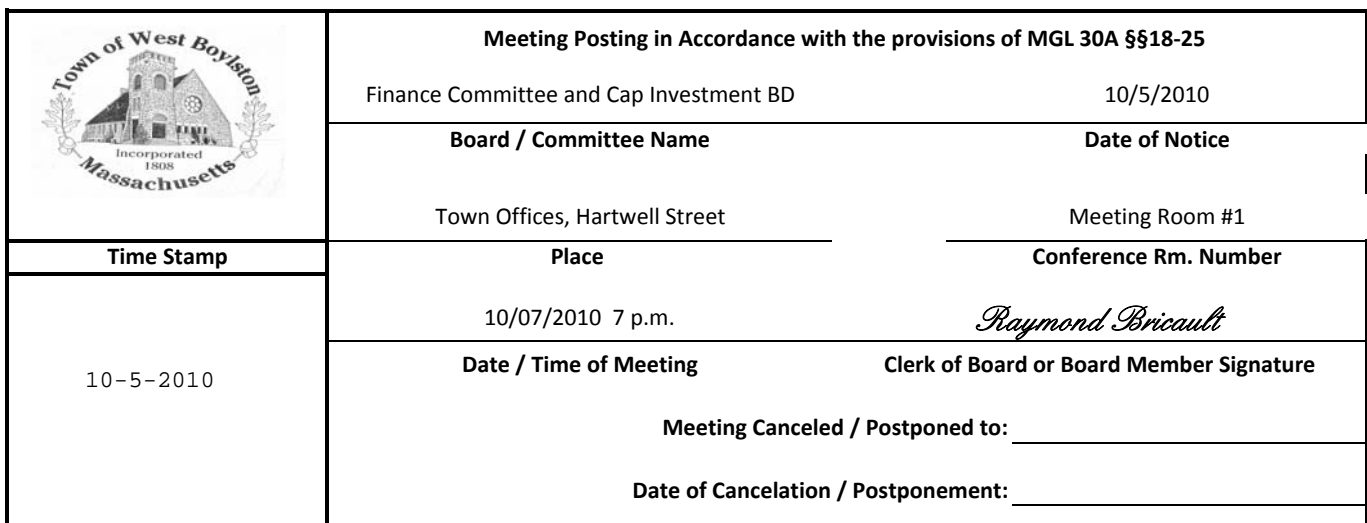 Town of West Boylston
Incorporated
1808
Massachusetts
Meeting Posting in Accordance with the provisions of MGL 30A §§18-25
Finance Committee and Cap Investment BD 10/5/2010
Board / Committee Name Date of Notice
Town Offices, Hartwell Street Meeting Room #1
Time Stamp Place Conference Rm. Number
10/07/2010 7 p.m. Raymond Bricault
Date / Time of Meeting Clerk of Board or Board Member Signature
10-5-2010
Meeting Canceled / Postponed to:
Date of Cancelation / Postponement: